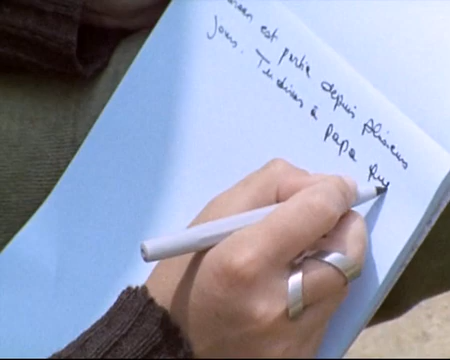 est partie depuis plusieurs
jours. Tu diras à papa que